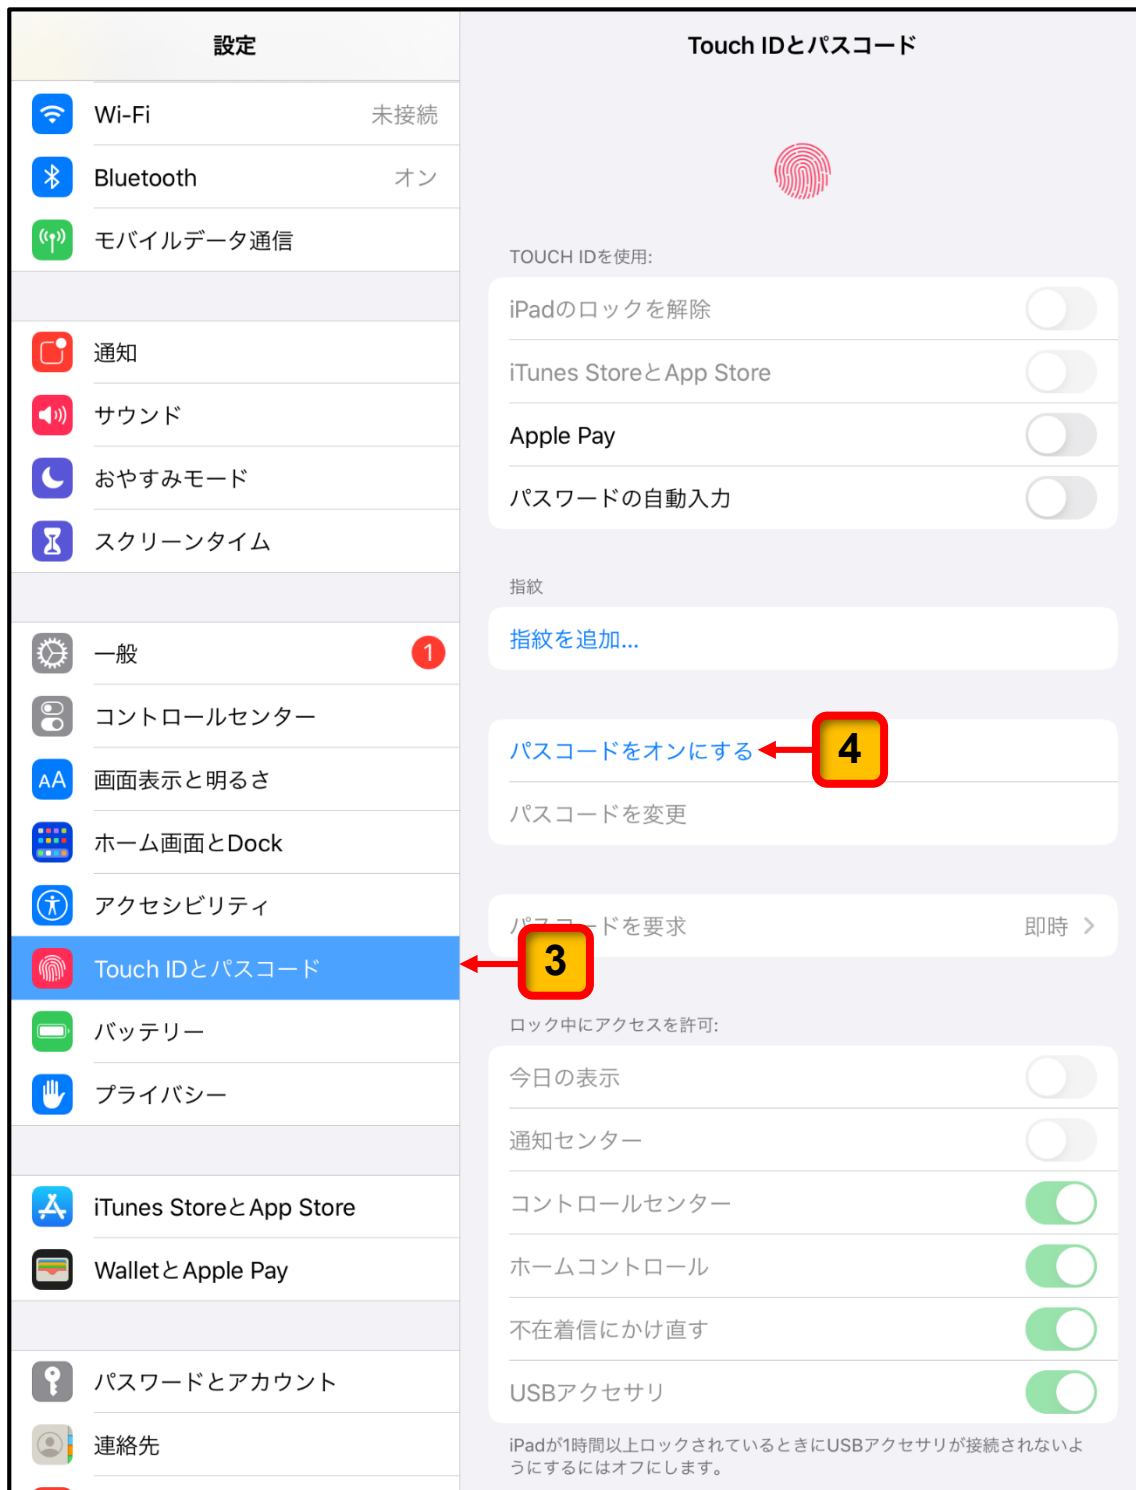 設定
Wi-Fi 未接続
Bluetooth オン
モバイルデータ通信
通知
サウンド
おやすみモード
スクリーンタイム
一般 1
コントロールセンター
AA 画面表示と明るさ
ホーム画面とDock
アクセシビリティ
Touch IDとパスコード
バッテリー
プライバシー
iTunes StoreとApp Store
WalletとApple Pay
パスワードとアカウント
連絡先
Touch IDとパスコード
TOUCH IDを使用:
iPadのロックを解除
iTunes StoreとApp Store
Apple Pay
パスワードの自動入力
指紋
指紋を追加...
パスコードをオンにする 4
パスコードを変更
パスコードを要求 即時
3
ロック中にアクセスを許可:
今日の表示
通知センター
コントロールセンター
ホームコントロール
不在着信にかけ直す
USBアクセサリ
iPadが1時間以上ロックされているときにUSBアクセサリが接続されないよ
うにするにはオフにします。